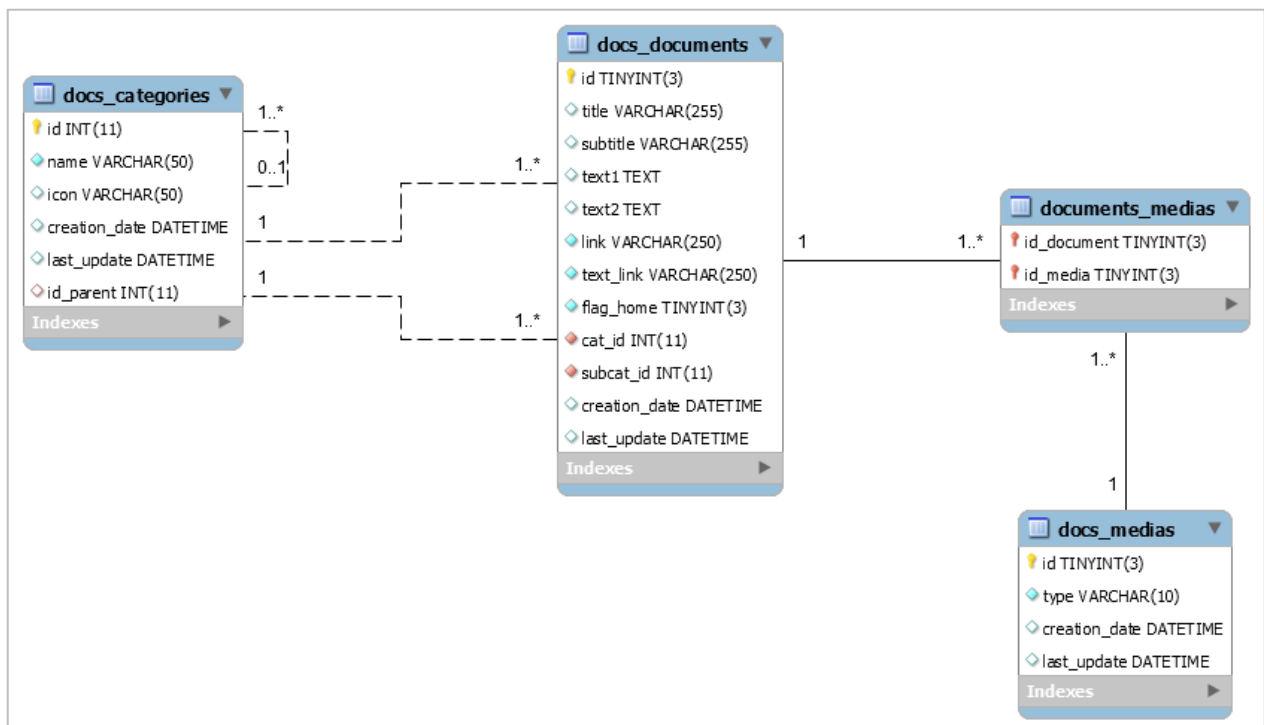 docs_categories
id INT(11)
name VARCHAR(50)
icon VARCHAR(50)
creation_date DATETIME
last_update DATETIME
id_parent INT(11)
Indexes
1..*
0..1
1
1..*
1
1..*
docs_documents
id TINYINT(3)
title VARCHAR(255)
subtitle VARCHAR(255)
text1 TEXT
text2 TEXT
link VARCHAR(250)
text_link VARCHAR(250)
flag_home TINYINT(3)
cat_id INT(11)
subcat_id INT(11)
creation_date DATETIME
last_update DATETIME
Indexes
1
1..*
documents_medias
id_document TINYINT(3)
id_media TINYINT(3)
Indexes
1..*
1
docs_medias
id TINYINT(3)
type VARCHAR(10)
creation_date DATETIME
last_update DATETIME
Indexes